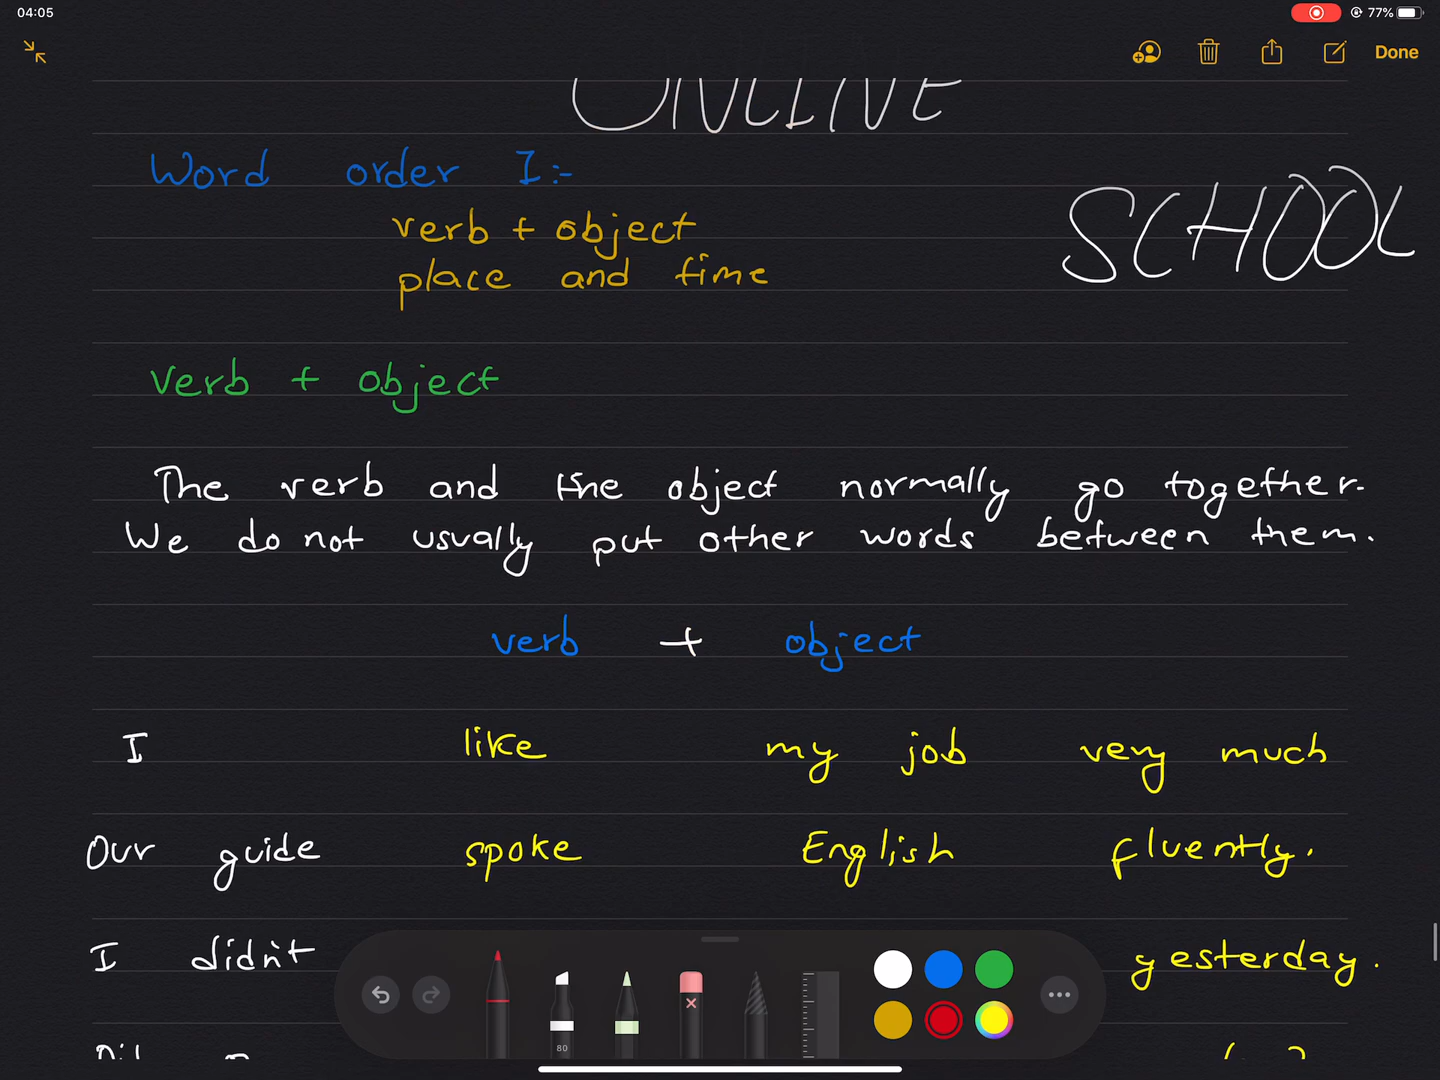 04:05
77%
Done
ONLINE
SCHOOL
Word order I:-
verb + object
place and time
verb + object
The verb and the object normally go together.
We do not usually put other words between them.
verb + object
I like my job very much
Our guide spoke English fluently.
I didn't yesterday.
80